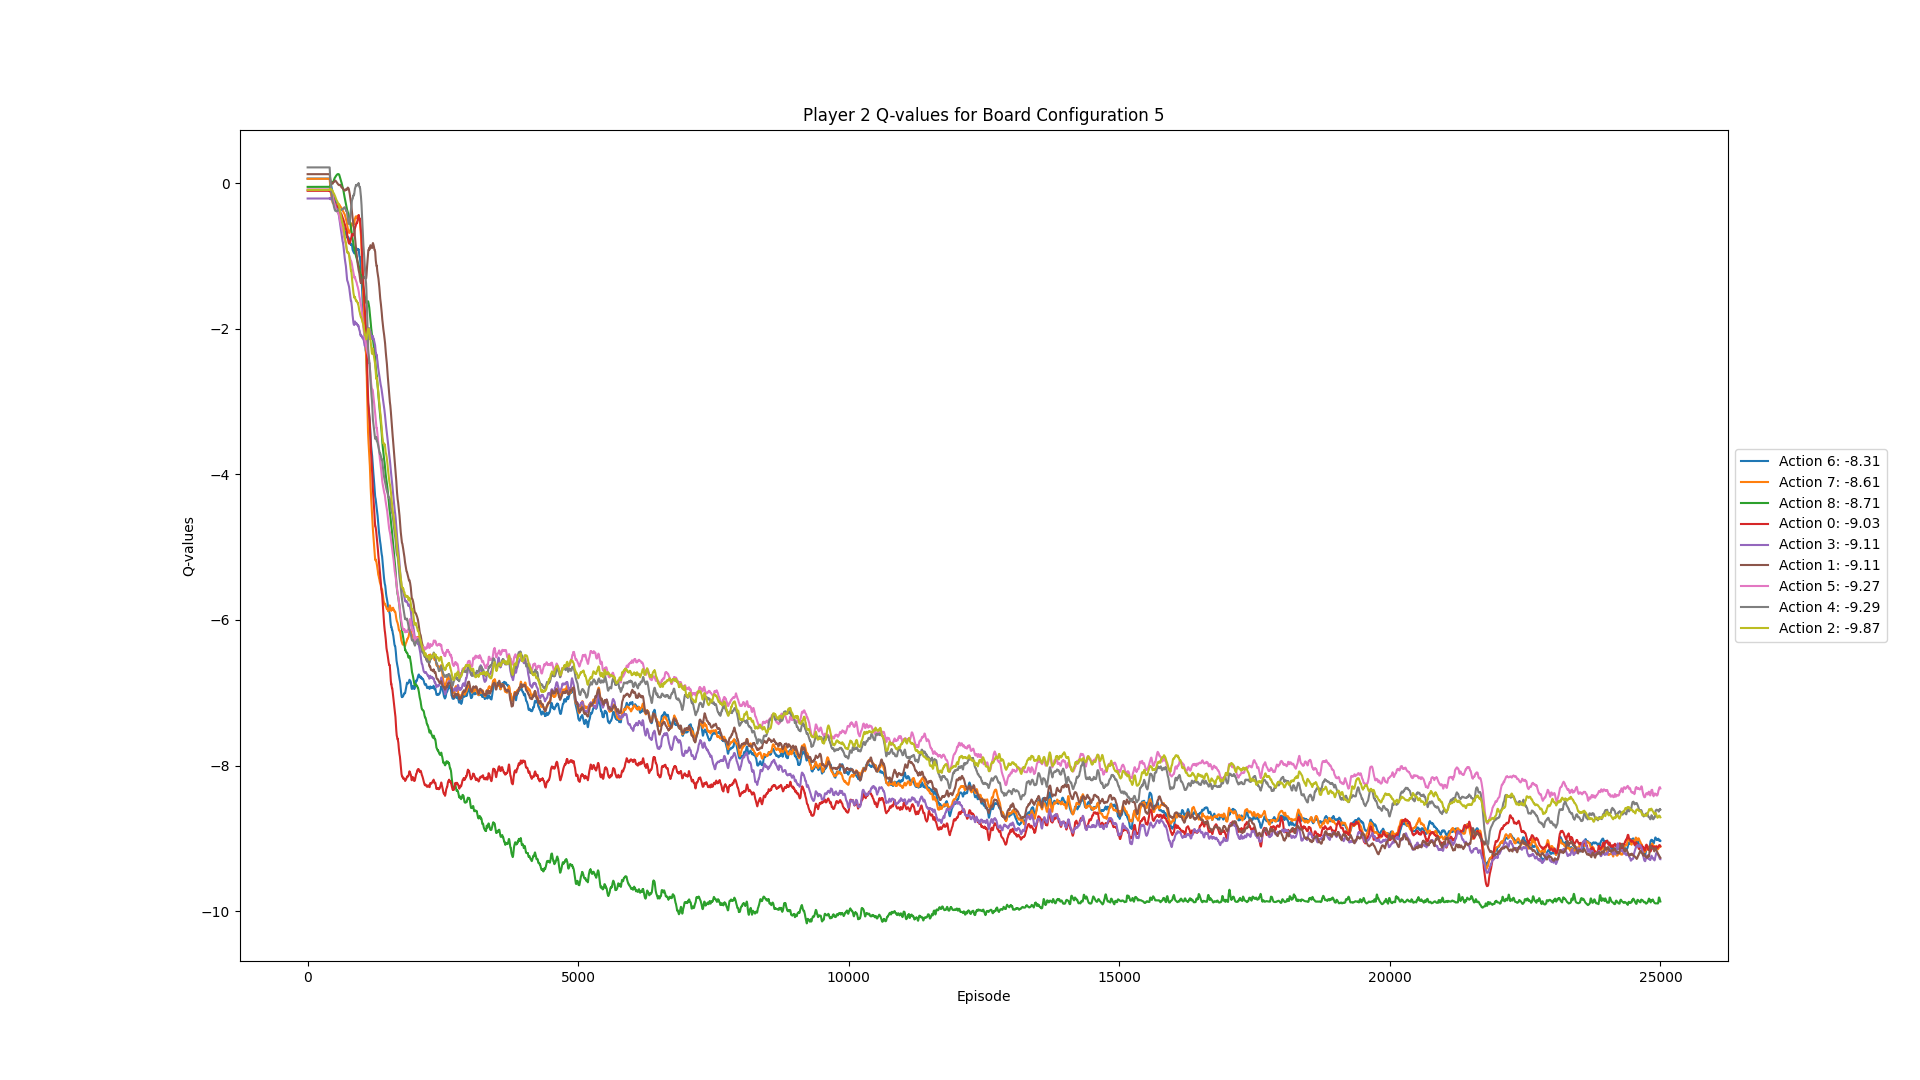 Player 2 Q-values for Board Configuration 5
0
−2
−4
−6
−8
−10
Q-values
0
5000
10000
15000
20000
25000
Episode
Action 6: -8.31
Action 7: -8.61
Action 8: -8.71
Action 0: -9.03
Action 3: -9.11
Action 1: -9.11
Action 5: -9.27
Action 4: -9.29
Action 2: -9.87